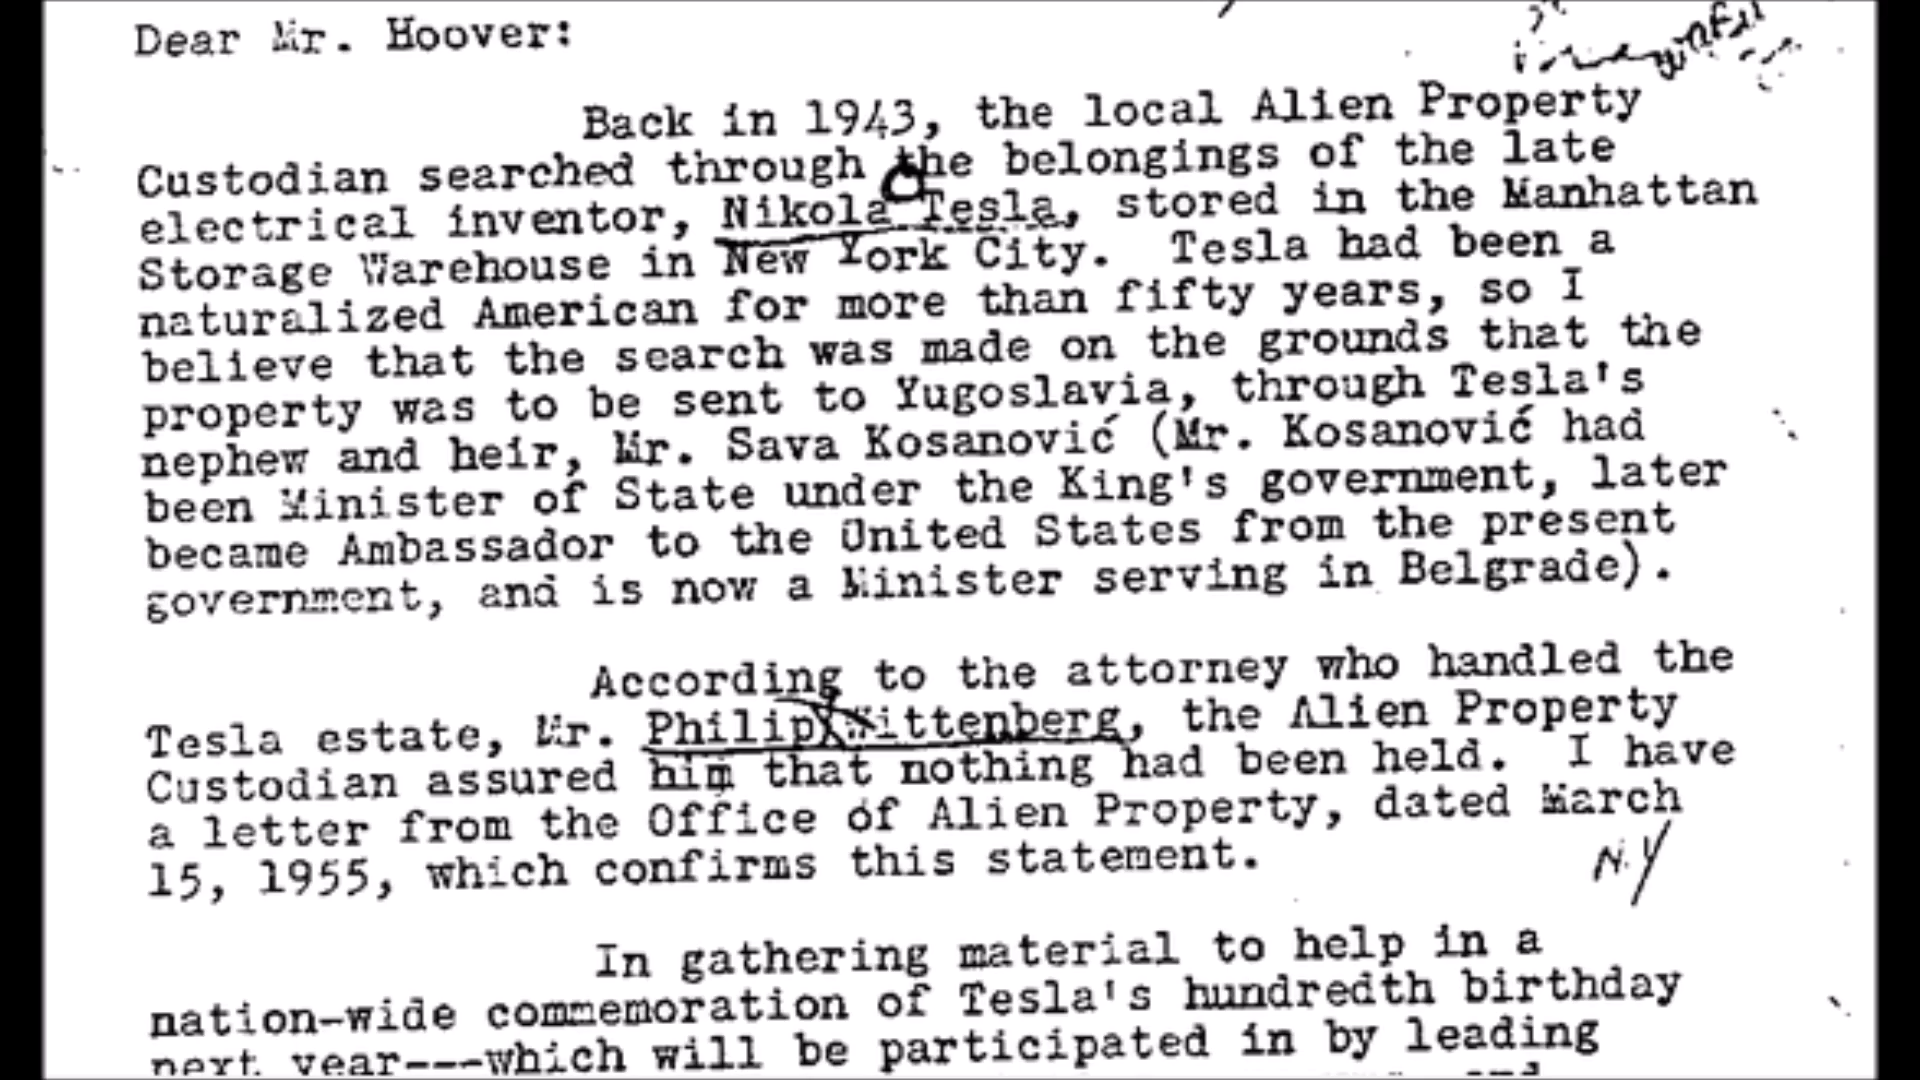 Dear Mr. Hoover:
Back in 1943, the local Alien Property
Custodian searched through the belongings of the late
electrical inventor, Nikola Tesla, stored in the Manhattan
Storage Warehouse in New York City. Tesla had been a
naturalized American for more than fifty years, so I
believe that the search was made on the grounds that the
property was to be sent to Yugoslavia, through Tesla's
nephew and heir, Mr. Sava Kosanović (Mr. Kosanović had
been Minister of State under the King's government, later
became Ambassador to the United States from the present
government, and is now a Minister serving in Belgrade).
According to the attorney who handled the
Tesla estate, Mr. Philip Wittenberg, the Alien Property
Custodian assured him that nothing had been held. I have
a letter from the Office of Alien Property, dated March
15, 1955, which confirms this statement.
N.Y
In gathering material to help in a
nation-wide commemoration of Tesla's hundredth birthday
next year---which will be participated in by leading